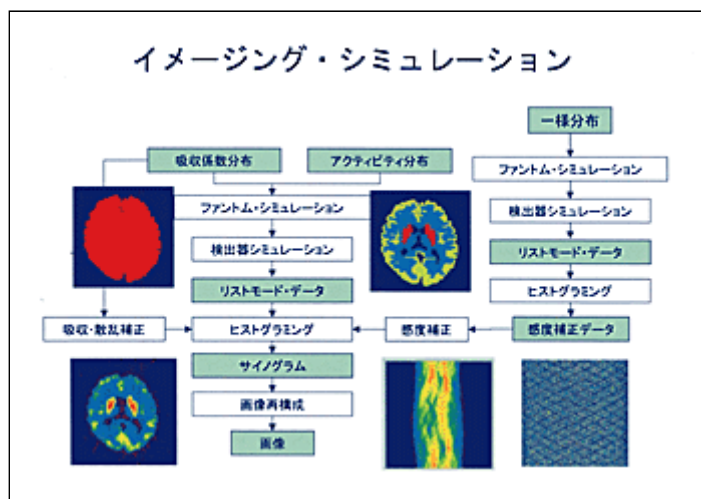 イメージング・シミュレーション
一様分布
吸収係数分布
アクティビティ分布
ファントム・シミュレーション
ファントム・シミュレーション
検出器シミュレーション
検出器シミュレーション
リストモード・データ
リストモード・データ
ヒストグラミング
吸収・散乱補正
ヒストグラミング
感度補正
感度補正データ
サイノグラム
画像再構成
画像